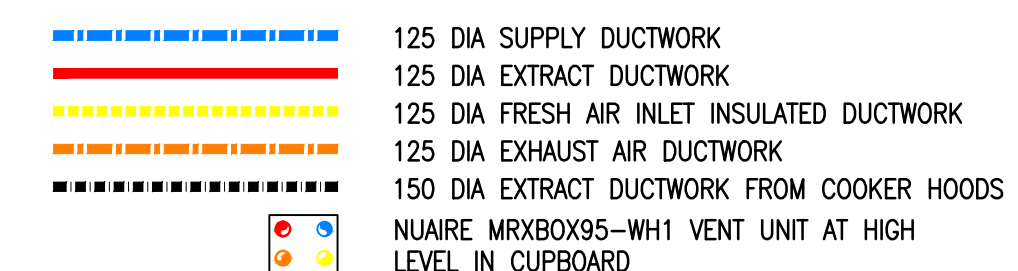 125 DIA SUPPLY DUCTWORK
125 DIA EXTRACT DUCTWORK
125 DIA FRESH AIR INLET INSULATED DUCTWORK
125 DIA EXHAUST AIR DUCTWORK
150 DIA EXTRACT DUCTWORK FROM COOKER HOODS
NUAIRE MRXBOX95-WH1 VENT UNIT AT HIGH
LEVEL IN CUPBOARD